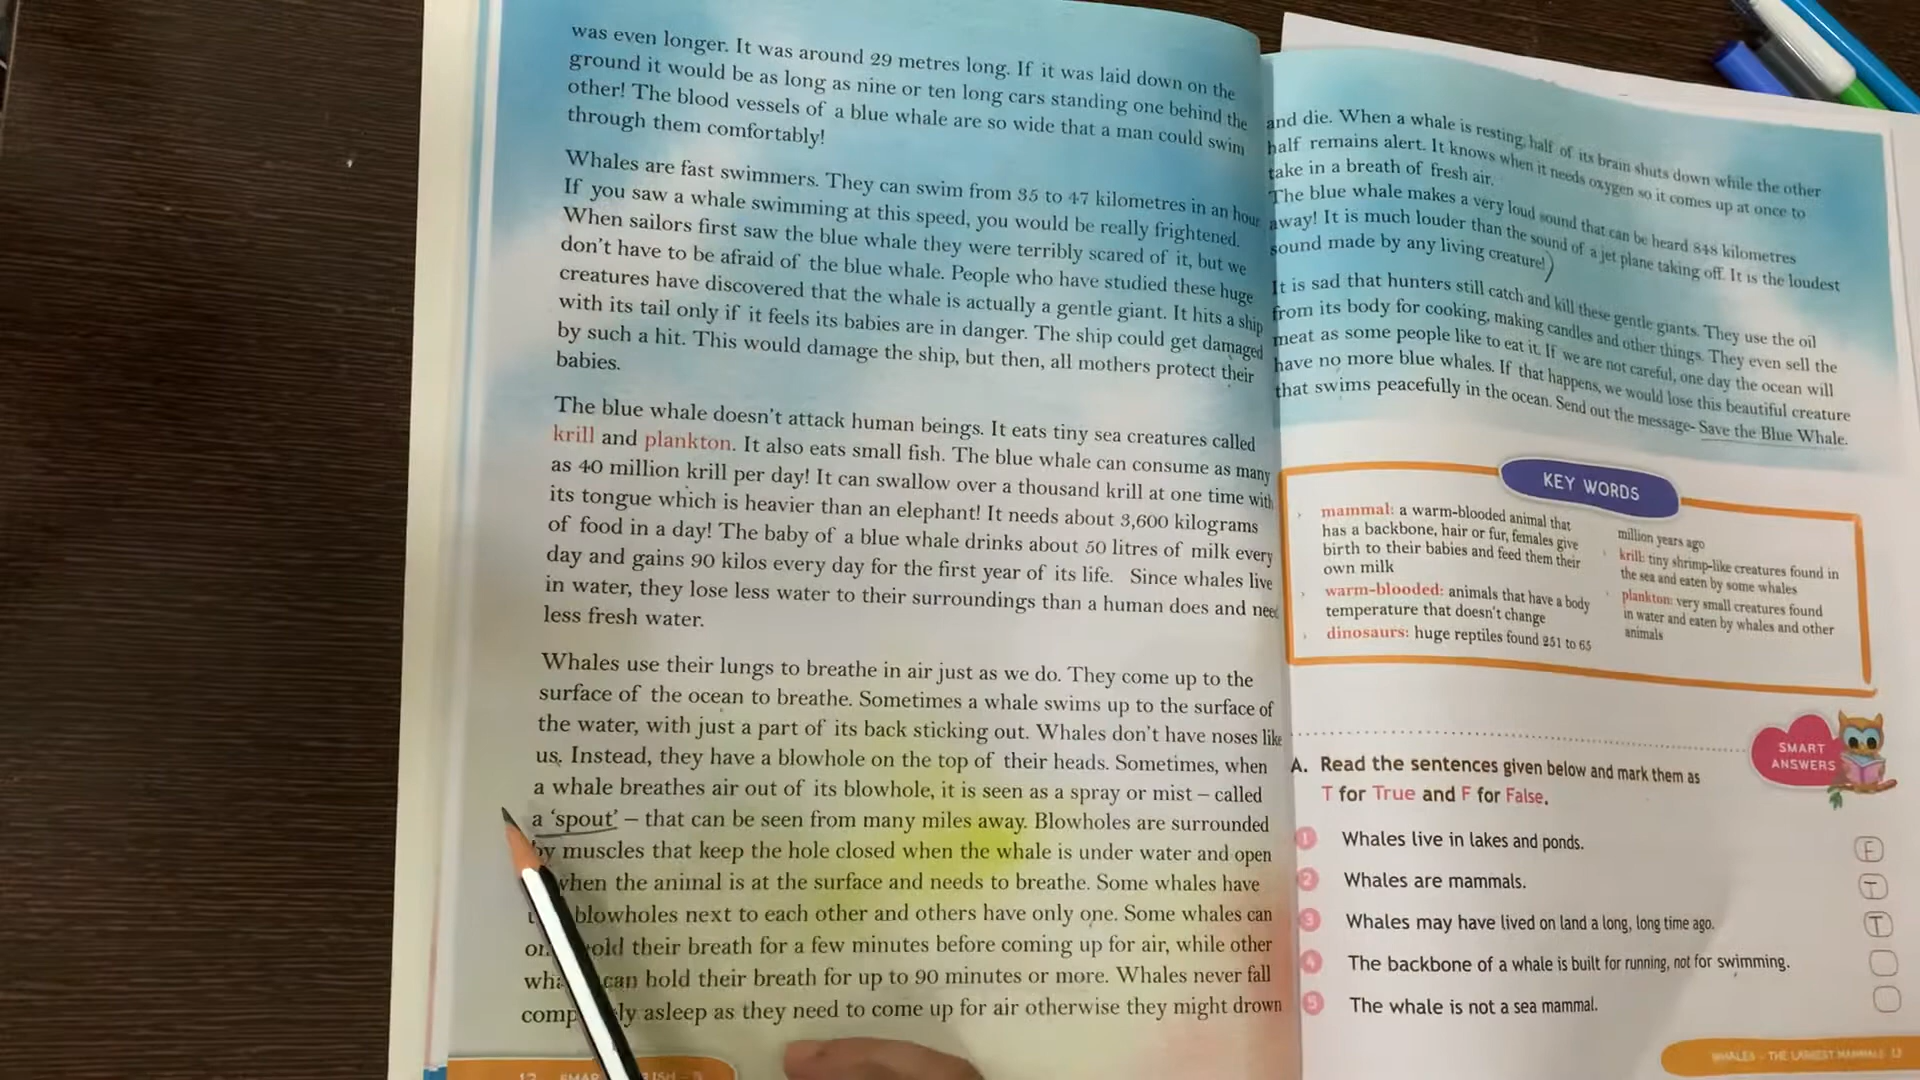 was even longer. It was around 29 metres long. If it was laid down on the
ground it would be as long as nine or ten long cars standing one behind the
other! The blood vessels of a blue whale are so wide that a man could swim
through them comfortably!
Whales are fast swimmers. They can swim from 35 to 47 kilometres in an hour
If you saw a whale swimming at this speed, you would be really frightened.
When sailors first saw the blue whale they were terribly scared of it, but we
don't have to be afraid of the blue whale. People who have studied these huge
creatures have discovered that the whale is actually a gentle giant. It hits a ship
with its tail only if it feels its babies are in danger. The ship could get damaged
by such a hit. This would damage the ship, but then, all mothers protect their
babies.
The blue whale doesn't attack human beings. It eats tiny sea creatures called
krill and plankton. It also eats small fish. The blue whale can consume as many
as 40 million krill per day! It can swallow over a thousand krill at one time with
its tongue which is heavier than an elephant! It needs about 3,600 kilograms
of food in a day! The baby of a blue whale drinks about 50 litres of milk every
day and gains 90 kilos every day for the first year of its life. Since whales live
in water, they lose less water to their surroundings than a human does and
less fresh water.
Whales use their lungs to breathe in air just as we do. They come up to the
surface of the ocean to breathe. Sometimes a whale swims up to the surface of
the water, with just a part of its back sticking out. Whales don't have noses like
us. Instead, they have a blowhole on the top of their heads. Sometimes, when
a whale breathes air out of its blowhole, it is seen as a spray or mist – called
a 'spout' – that can be seen from many miles away. Blowholes are surrounded
by muscles that keep the hole closed when the whale is under water and open
when the animal is at the surface and needs to breathe. Some whales have
blowholes next to each other and others have only one. Some whales can
their breath for a few minutes before coming up for air, while other
can hold their breath for up to 90 minutes or more. Whales never fall
asleep as they need to come up for air otherwise they might drown
and die. When a whale is resting, half of its brain shuts down while the other
half remains alert. It knows when it needs oxygen so it comes up at once to
take in a breath of fresh air.
The blue whale makes a very loud sound that can be heard 848 kilometres
away! It is much louder than the sound of a jet plane taking off. It is the loudest
sound made by any living creature!
It is sad that hunters still catch and kill these gentle giants. They use the oil
from its body for cooking, making candles and other things. They even sell the
meat as some people like to eat it. If we are not careful, one day the ocean will
have no more blue whales. If that happens, we would lose this beautiful creature
that swims peacefully in the ocean. Send out the message- Save the Blue Whale.
KEY WORDS
mammal: a warm-blooded animal that
has a backbone, hair or fur, females give
birth to their babies and feed them their
own milk
warm-blooded: animals that have a body
temperature that doesn't change
dinosaurs: huge reptiles found 251 to 65
million years ago
krill: tiny shrimp-like creatures found in
the sea and eaten by some whales
plankton: very small creatures found
in water and eaten by whales and other
animals
SMART
ANSWERS
A. Read the sentences given below and mark them as
T for True and F for False.
1 Whales live in lakes and ponds. F
2 Whales are mammals. T
3 Whales may have lived on land a long, long time ago. T
4 The backbone of a whale is built for running, not for swimming.
5 The whale is not a sea mammal.
WHALES – THE LARGEST MAMMALS 13